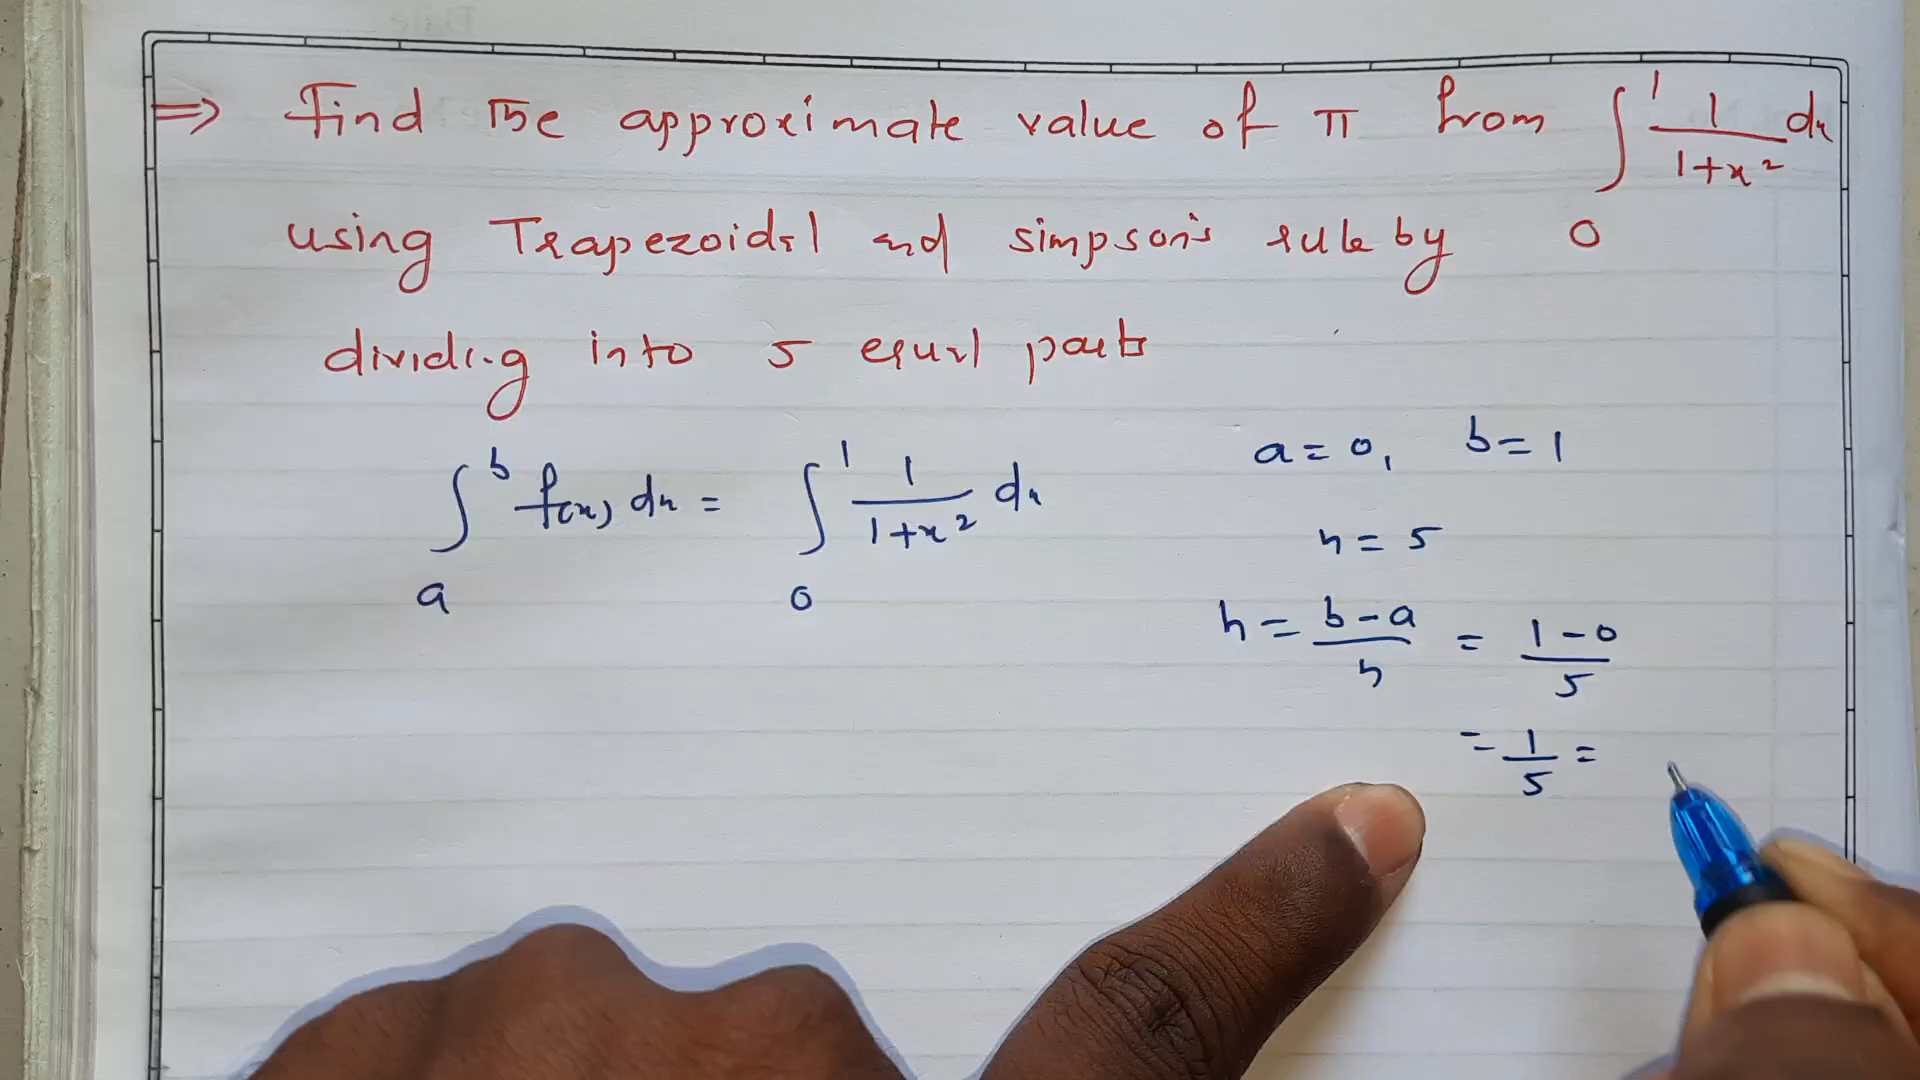 ⇒ Find the approximate value of π from ∫₀¹ 1/(1+x²) dx
using Trapezoidal and simpson's rule by
dividing into 5 equal parts
∫ₐᵇ f(x) dx = ∫₀¹ 1/(1+x²) dx
a = 0, b = 1
n = 5
h = (b-a)/n = (1-0)/5
= 1/5 =